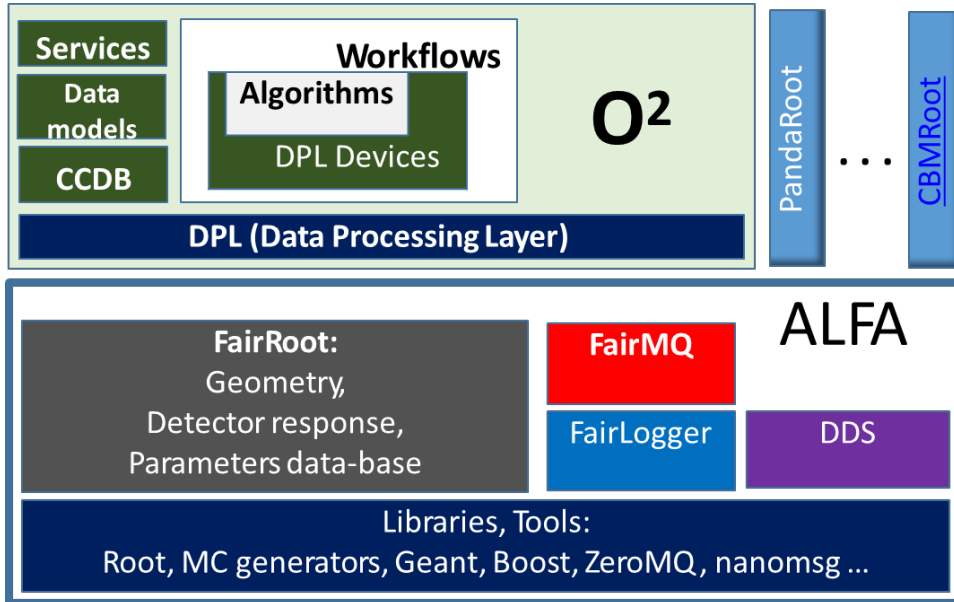 Services
Data
models
CCDB
Workflows
Algorithms
DPL Devices
O²
DPL (Data Processing Layer)
PandaRoot
...
CBMRoot
ALFA
FairRoot:
Geometry,
Detector response,
Parameters data-base
FairMQ
FairLogger
DDS
Libraries, Tools:
Root, MC generators, Geant, Boost, ZeroMQ, nanomsg ...